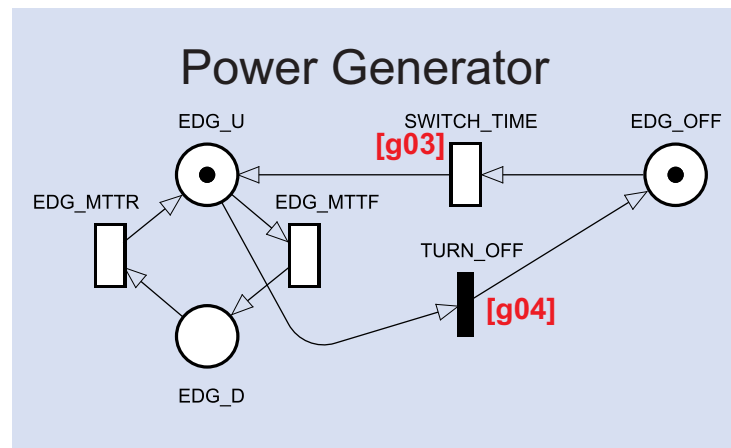 Power Generator
EDG_U
SWITCH_TIME
EDG_OFF
[g03]
EDG_MTTR
EDG_MTTF
TURN_OFF
[g04]
EDG_D